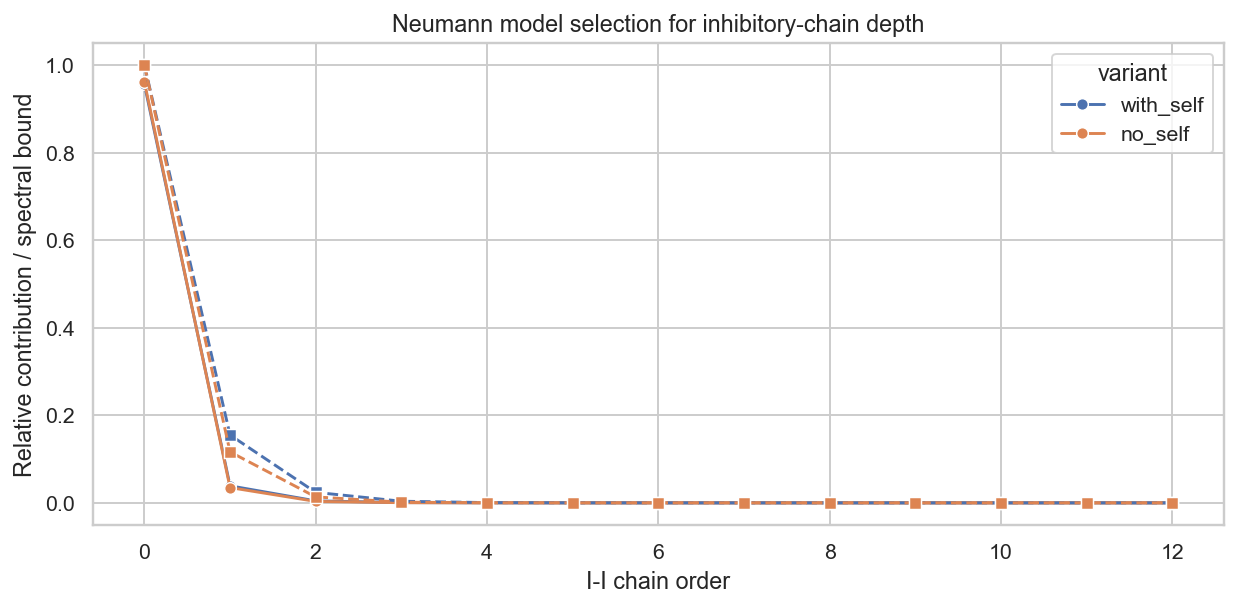 Neumann model selection for inhibitory-chain depth
Relative contribution / spectral bound
1.0
0.8
0.6
0.4
0.2
0.0
variant
with_self
no_self
0
2
4
6
8
10
12
I-I chain order